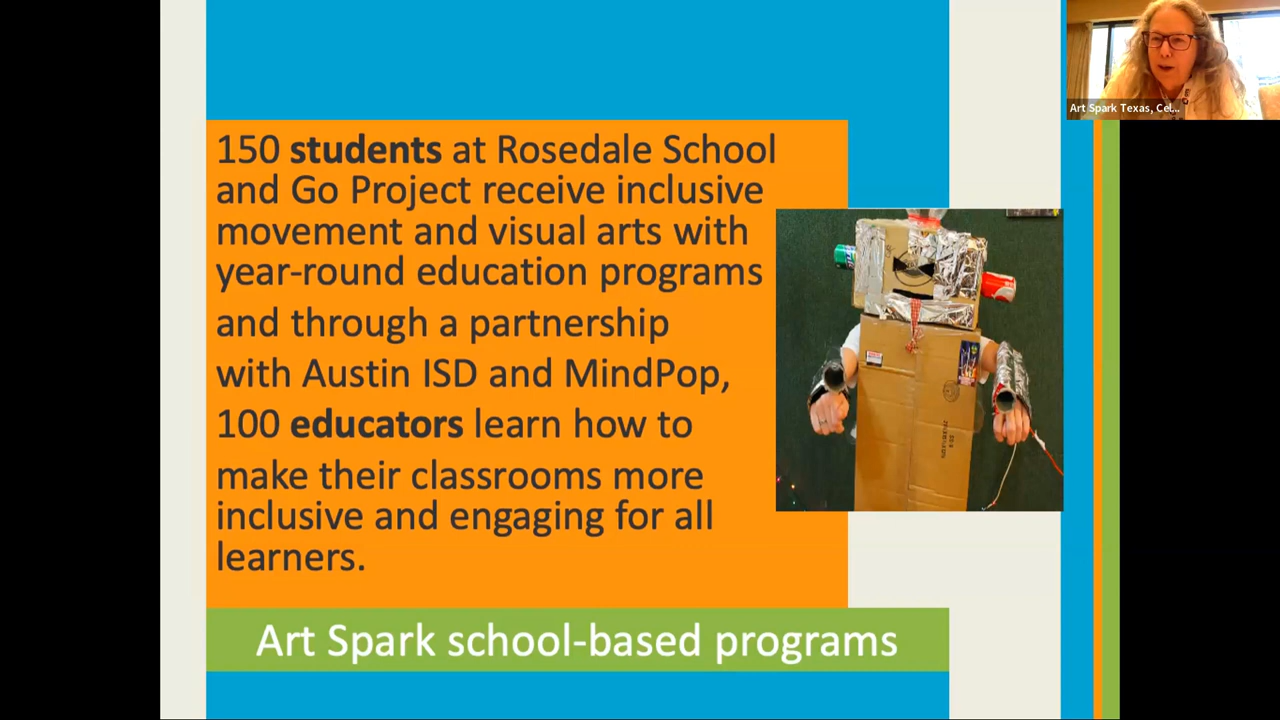 150 students at Rosedale School
and Go Project receive inclusive
movement and visual arts with
year-round education programs
and through a partnership
with Austin ISD and MindPop,
100 educators learn how to
make their classrooms more
inclusive and engaging for all
learners.
Art Spark school-based programs
Art Spark Texas, Cel...